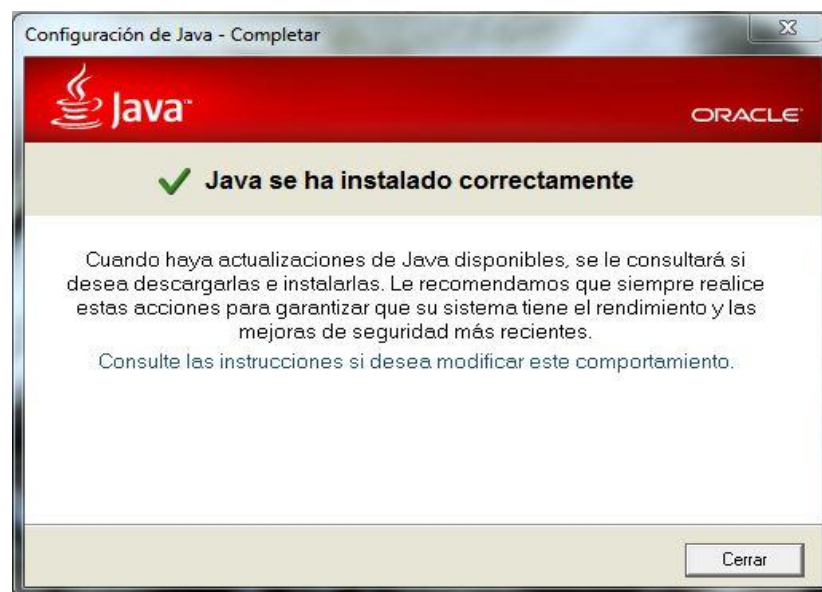 Configuración de Java - Completar
Java™
ORACLE®
Java se ha instalado correctamente
Cuando haya actualizaciones de Java disponibles, se le consultará si
desea descargarlas e instalarlas. Le recomendamos que siempre realice
estas acciones para garantizar que su sistema tiene el rendimiento y las
mejoras de seguridad más recientes.
Consulte las instrucciones si desea modificar este comportamiento.
Cerrar